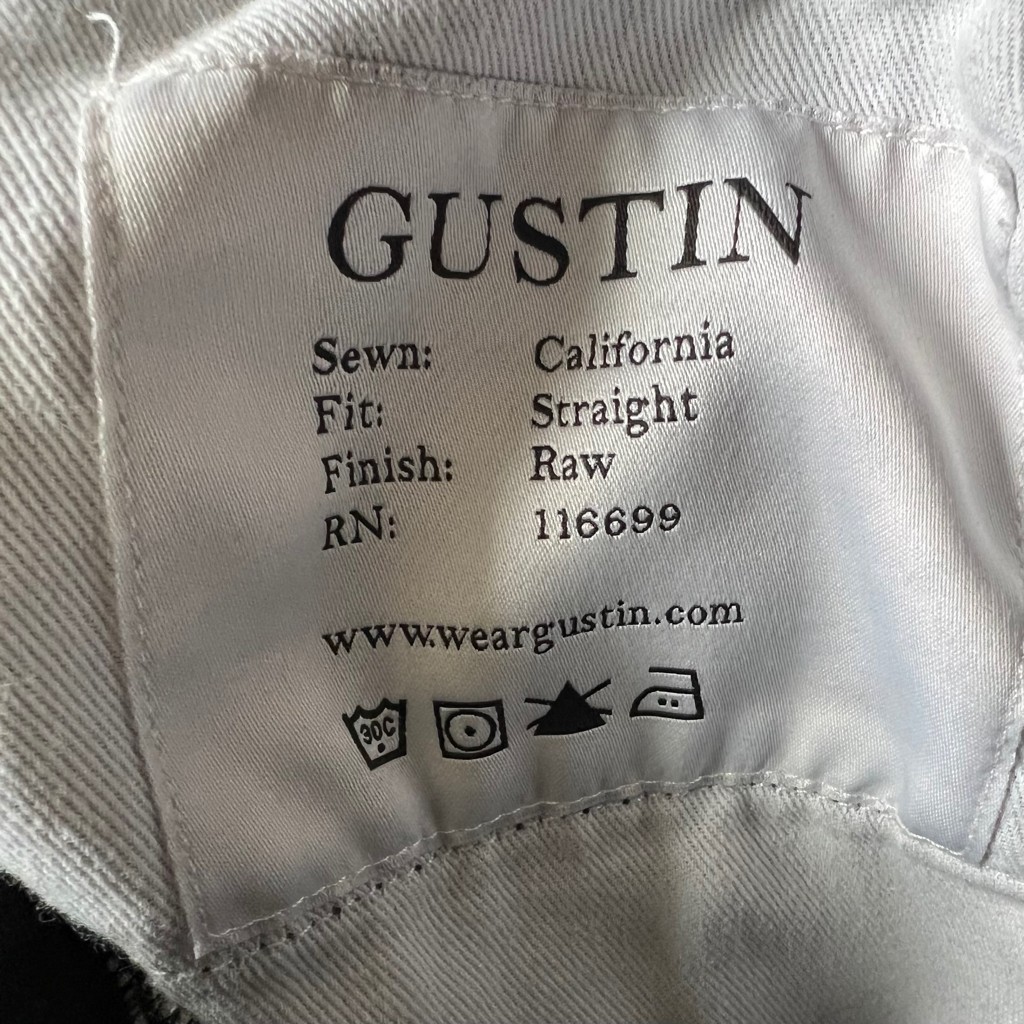 GUSTIN
Sewn: California
Fit: Straight
Finish: Raw
RN: 116699
www.weargustin.com
30C